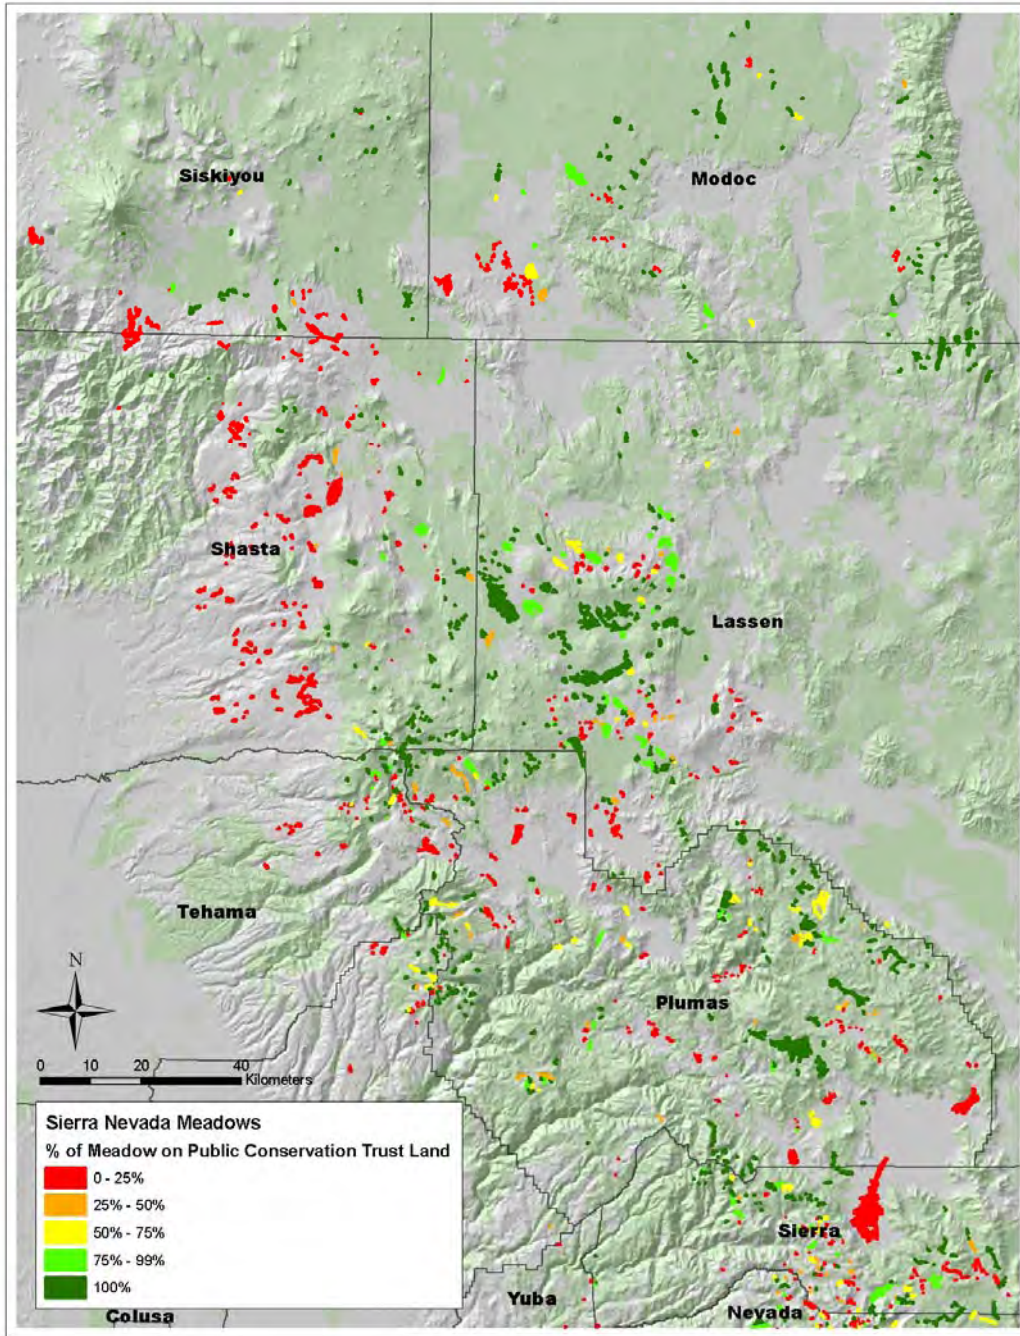 Siskiyou
Modoc
Shasta
Lassen
Tehama
Plumas
N
0 10 20 40
Kilometers
Sierra Nevada Meadows
% of Meadow on Public Conservation Trust Land
0 - 25%
25% - 50%
50% - 75%
75% - 99%
100%
Sierra
Yuba
Nevada
Colusa